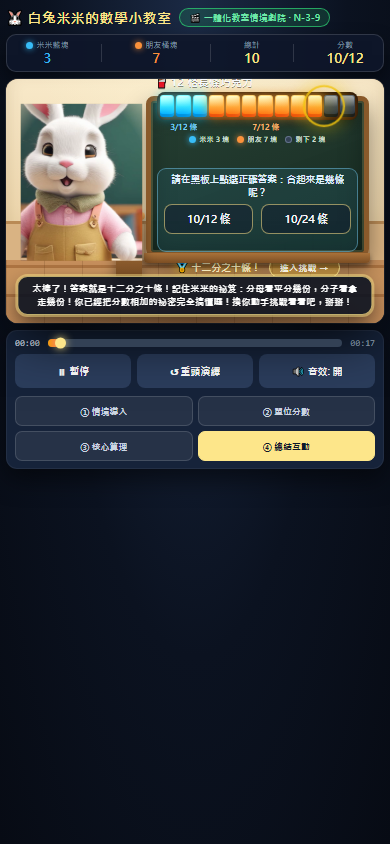 🐰 白兔米米的數學小教室
🎬 一體化教室情境劇院 · N-3-9
米米藍塊
3
朋友橘塊
7
總計
10
分數
10/12
3/12 條
7/12 條
米米 3 塊 朋友 7 塊 剩下 2 塊
請在黑板上點選正確答案：合起來是幾條
呢？
10/12 條
10/24 條
🏅 十二分之十條！
進入挑戰 →
太棒了！答案就是十二分之十條！記住米米的祕笈：分母看平分幾份，分子看拿
走幾份！你已經把分數相加的祕密完全搞懂囉！換你動手挑戰看看吧，掰掰！
00:00
00:17
⏸ 暫停
↺ 重頭演繹
🔊 音效: 開
① 情境導入
② 單位分數
③ 核心算理
④ 總結互動